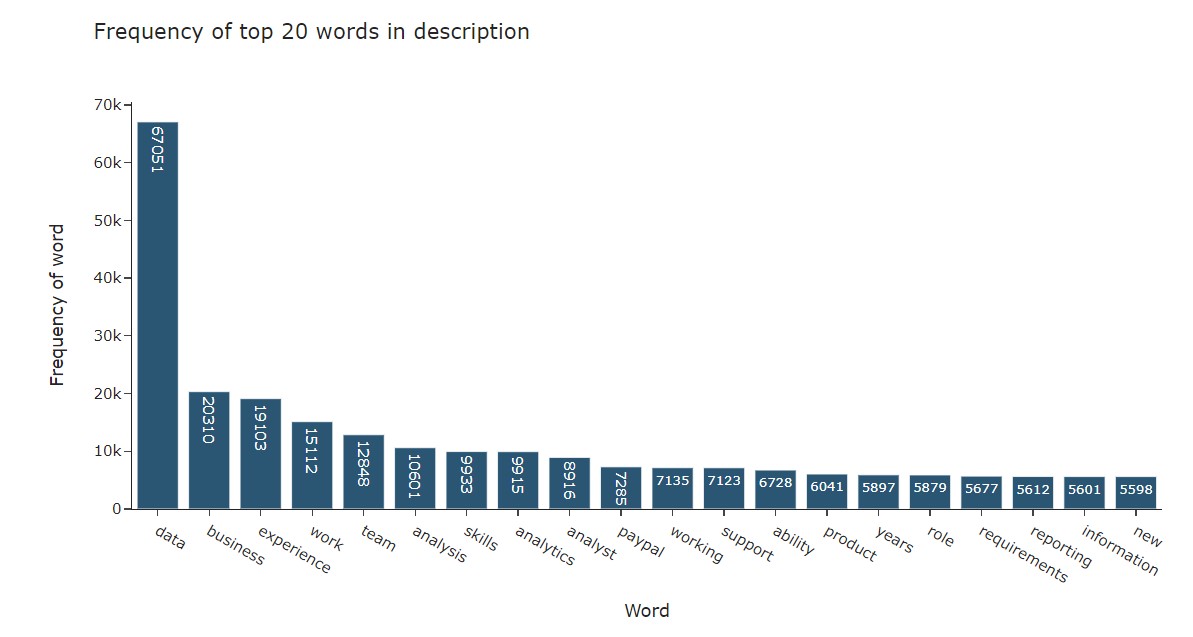 Frequency of top 20 words in description
Frequency of word
70k
60k
50k
40k
30k
20k
10k
0
67051
20310
19103
15112
12848
10601
9933
9915
8916
7285
7135
7123
6728
6041
5897
5879
5677
5612
5601
5598
data
business
experience
work
team
analysis
skills
analytics
analyst
paypal
working
support
ability
product
years
role
requirements
reporting
information
new
Word